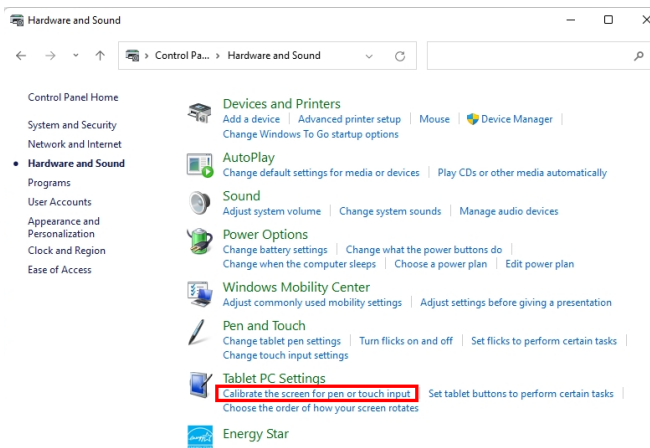 Hardware and Sound
Control Pa... > Hardware and Sound
Control Panel Home
System and Security
Network and Internet
Hardware and Sound
Programs
User Accounts
Appearance and
Personalization
Clock and Region
Ease of Access
Devices and Printers
Add a device | Advanced printer setup | Mouse | Device Manager |
Change Windows To Go startup options
AutoPlay
Change default settings for media or devices | Play CDs or other media automatically
Sound
Adjust system volume | Change system sounds | Manage audio devices
Power Options
Change battery settings | Change what the power buttons do |
Change when the computer sleeps | Choose a power plan | Edit power plan
Windows Mobility Center
Adjust commonly used mobility settings | Adjust settings before giving a presentation
Pen and Touch
Change tablet pen settings | Turn flicks on and off | Set flicks to perform certain tasks |
Change touch input settings
Tablet PC Settings
Calibrate the screen for pen or touch input | Set tablet buttons to perform certain tasks |
Choose the order of how your screen rotates
Energy Star